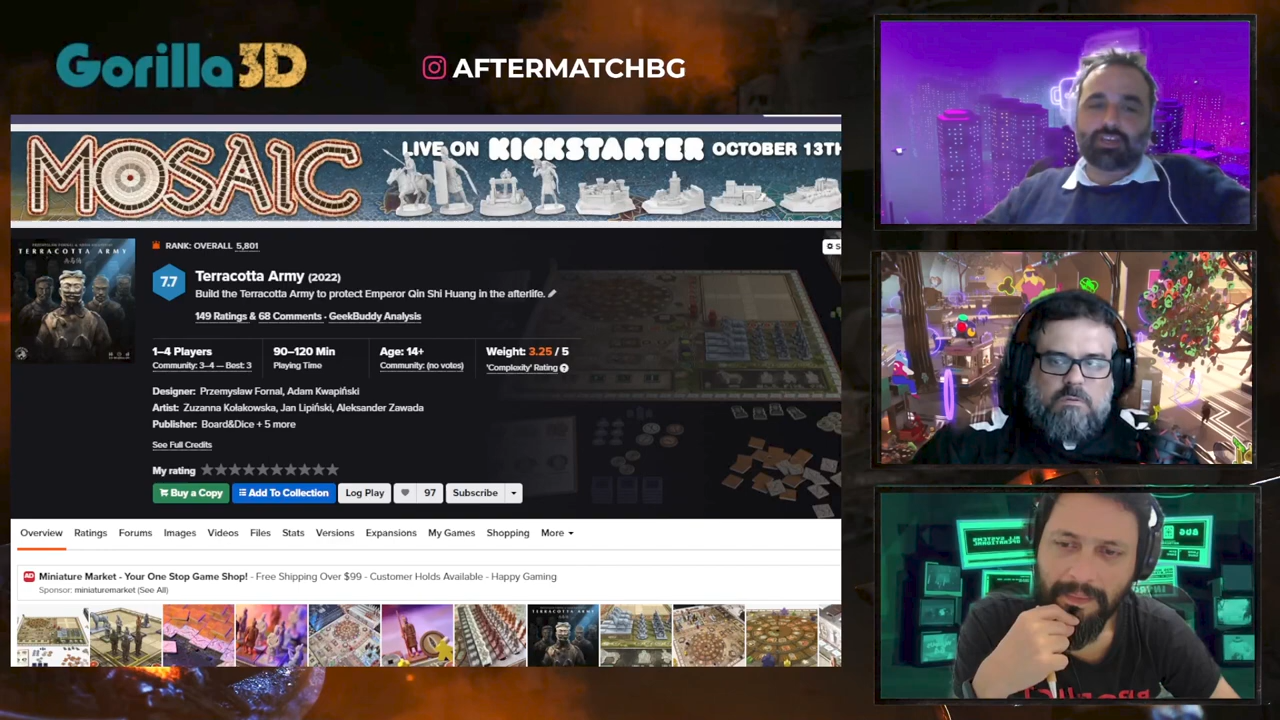 Gorilla3D
AFTERMATCHBG
MOSAIC
LIVE ON KICKSTARTER OCTOBER 13TH
TERRACOTTA ARMY
RANK: OVERALL 5,801
7.7
Terracotta Army (2022)
Build the Terracotta Army to protect Emperor Qin Shi Huang in the afterlife.
149 Ratings & 68 Comments · GeekBuddy Analysis
1–4 Players
Community: 3–4 — Best: 3
90–120 Min
Playing Time
Age: 14+
Community: (no votes)
Weight: 3.25 / 5
'Complexity' Rating
Designer: Przemysław Fornal, Adam Kwapiński
Artist: Zuzanna Kołakowska, Jan Lipiński, Aleksander Zawada
Publisher: Board&Dice + 5 more
See Full Credits
My rating
Buy a Copy
Add To Collection
Log Play
97
Subscribe
Overview
Ratings
Forums
Images
Videos
Files
Stats
Versions
Expansions
My Games
Shopping
More
AD Miniature Market - Your One Stop Game Shop! - Free Shipping Over $99 - Customer Holds Available - Happy Gaming
Sponsor: miniaturemarket (See All)